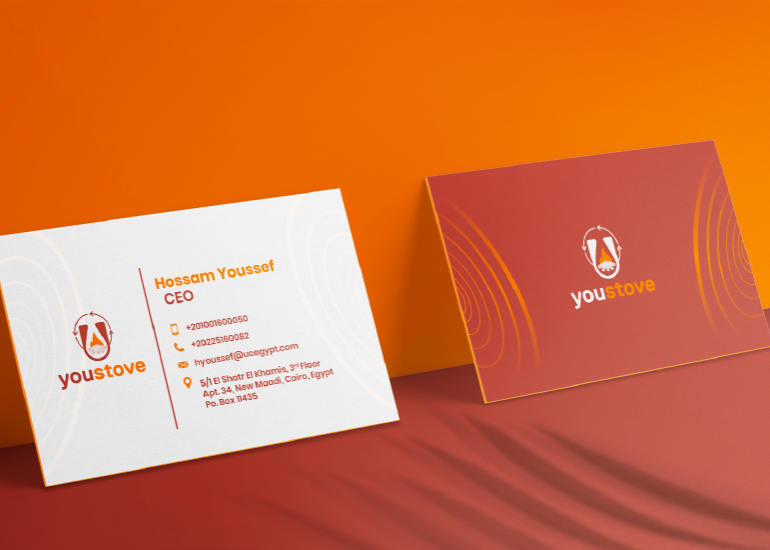 youstove
Hossam Youssef
CEO
+201001600050
+20225160082
hyoussef@ucegypt.com
5/1 El Shatr El Khamis, 3rd Floor
Apt. 34, New Maadi, Cairo, Egypt
Po. Box 11435
youstove